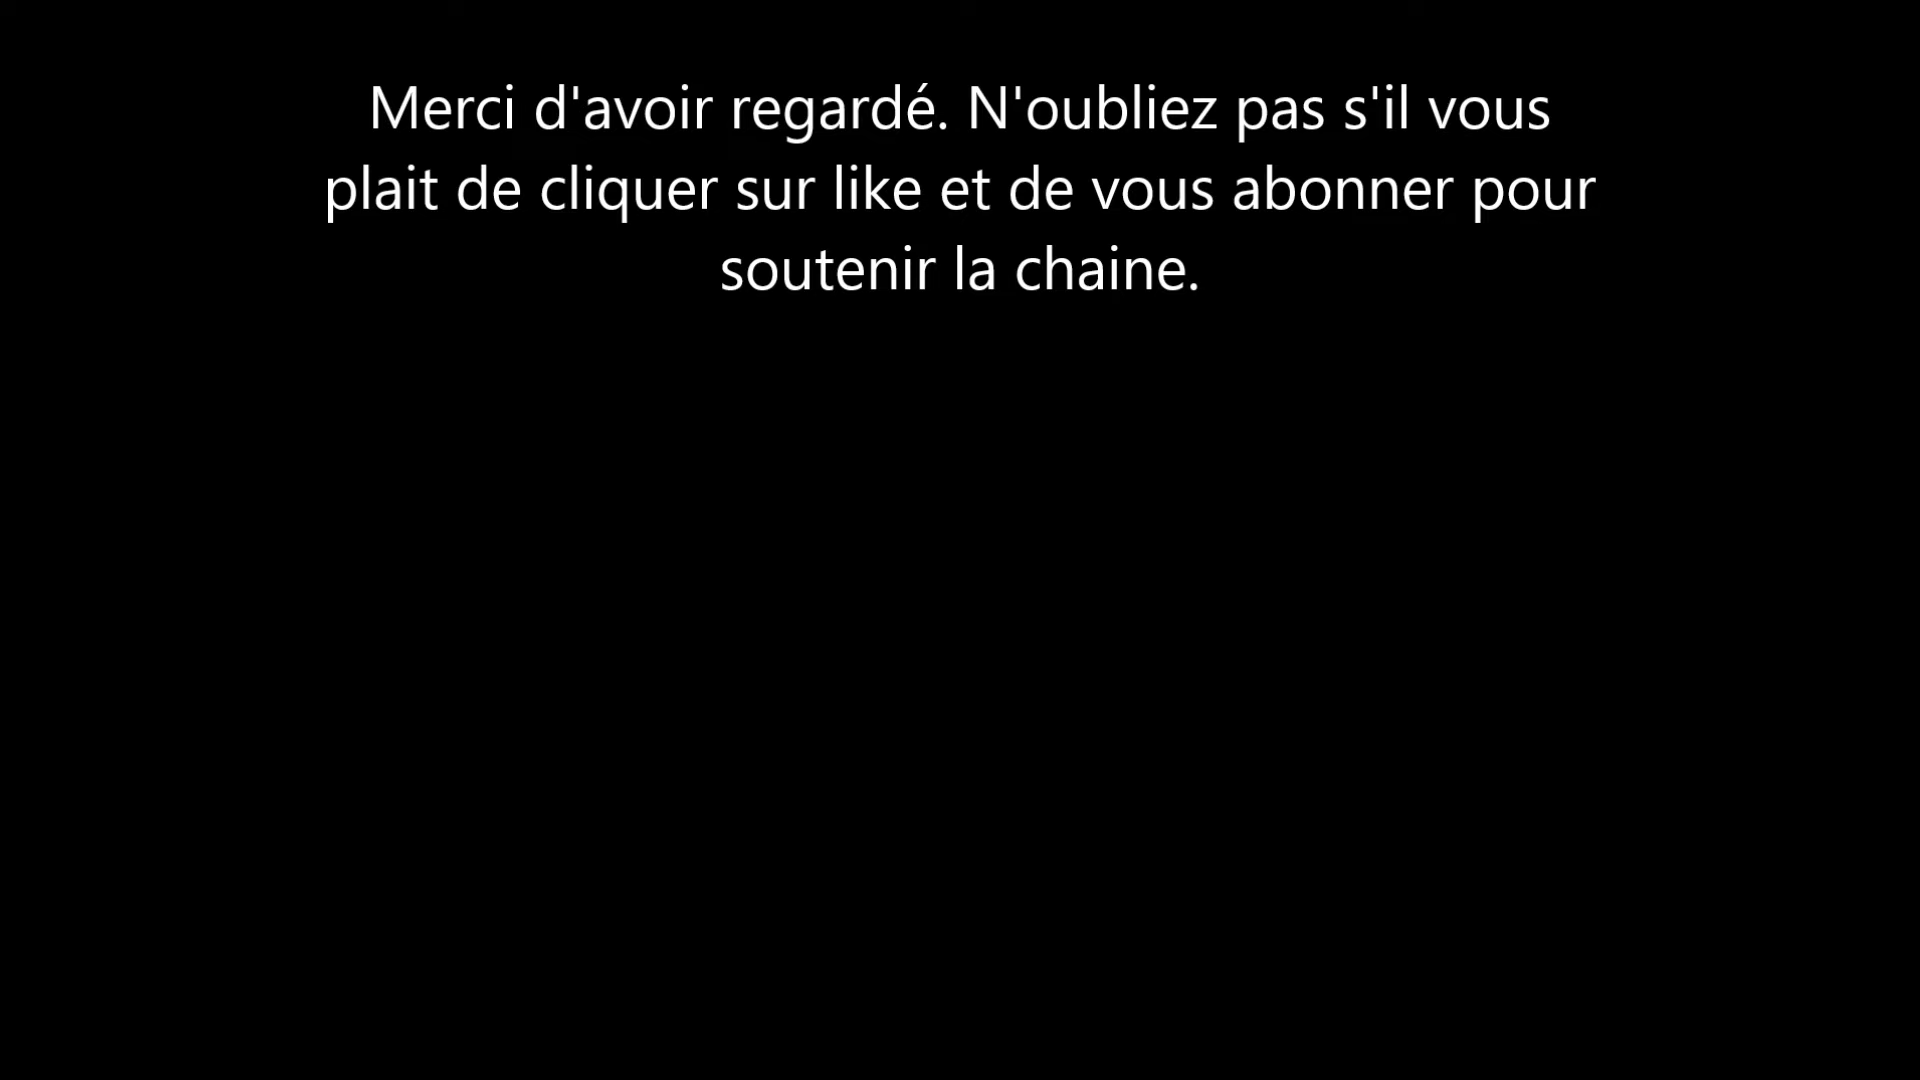 Merci d'avoir regardé. N'oubliez pas s'il vous
plait de cliquer sur like et de vous abonner pour
soutenir la chaine.